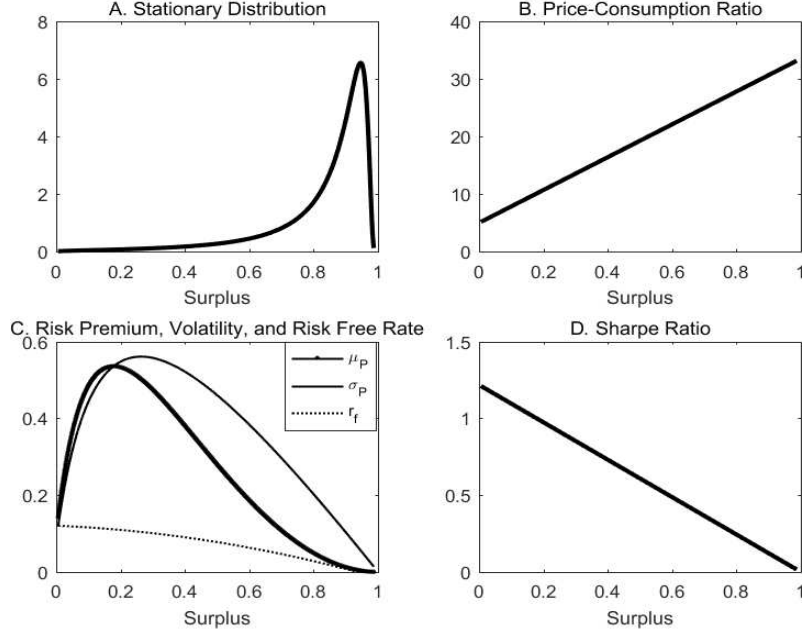 A. Stationary Distribution
8
6
4
2
0
0 0.2 0.4 0.6 0.8 1
Surplus
B. Price-Consumption Ratio
40
30
20
10
0
0 0.2 0.4 0.6 0.8 1
Surplus
C. Risk Premium, Volatility, and Risk Free Rate
0.6
0.4
0.2
0
μ_P
σ_P
r_f
0 0.2 0.4 0.6 0.8 1
Surplus
D. Sharpe Ratio
1.5
1
0.5
0
0 0.2 0.4 0.6 0.8 1
Surplus